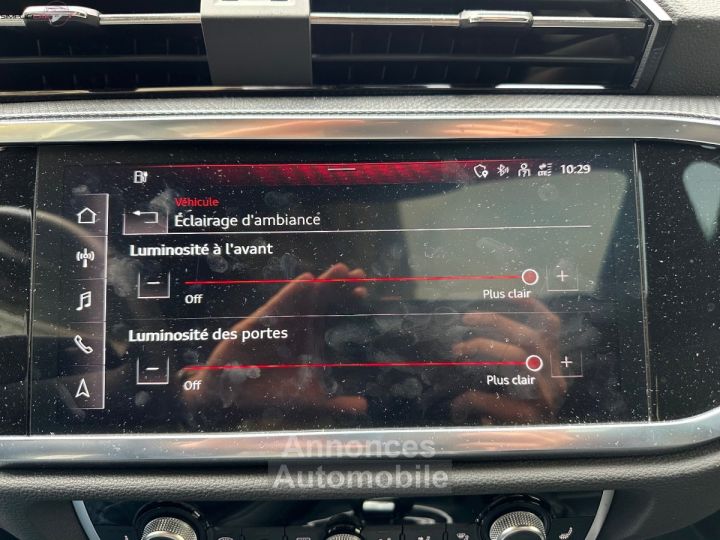 10:29
Véhicule
Éclairage d'ambiance
Luminosité à l'avant
Off
Plus clair
Luminosité des portes
Off
Plus clair
Annonces
Automobile